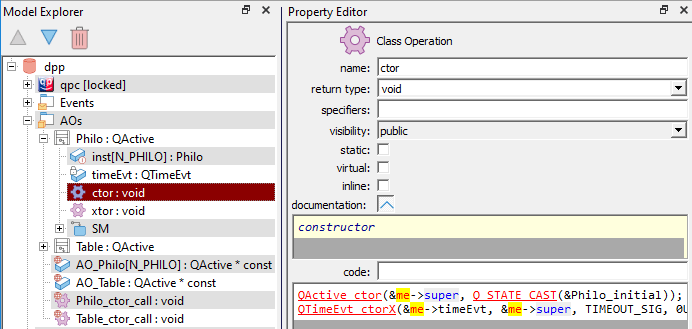 Model Explorer
dpp
qpc [locked]
Events
AOs
Philo : QActive
inst[N_PHILO] : Philo
timeEvt : QTimeEvt
ctor : void
xtor : void
SM
Table : QActive
AO_Philo[N_PHILO] : QActive * const
AO_Table : QActive * const
Philo_ctor_call : void
Table_ctor_call : void
Property Editor
Class Operation
name: ctor
return type: void
specifiers:
visibility: public
static:
virtual:
inline:
documentation:
constructor
code:
QActive_ctor(&me->super, Q_STATE_CAST(&Philo_initial));
QTimeEvt_ctorX(&me->timeEvt, &me->super, TIMEOUT_SIG, 0U